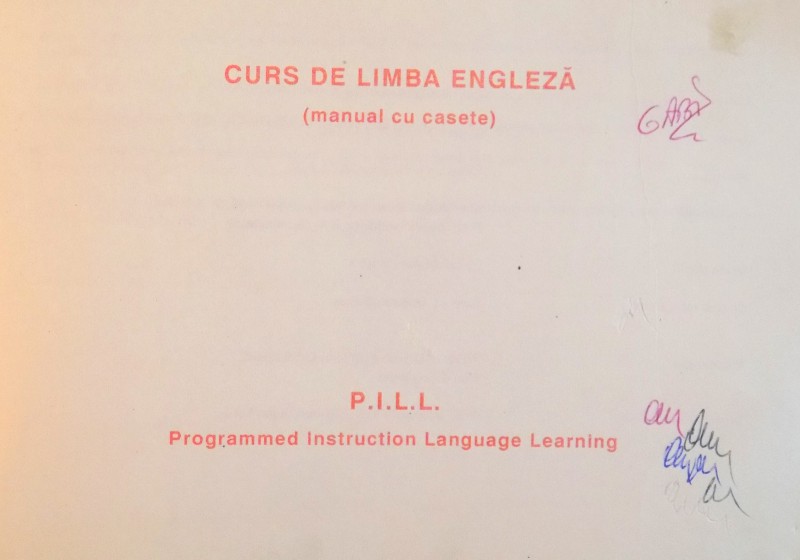 CURS DE LIMBA ENGLEZĂ
(manual cu casete)
P.I.L.L.
Programmed Instruction Language Learning